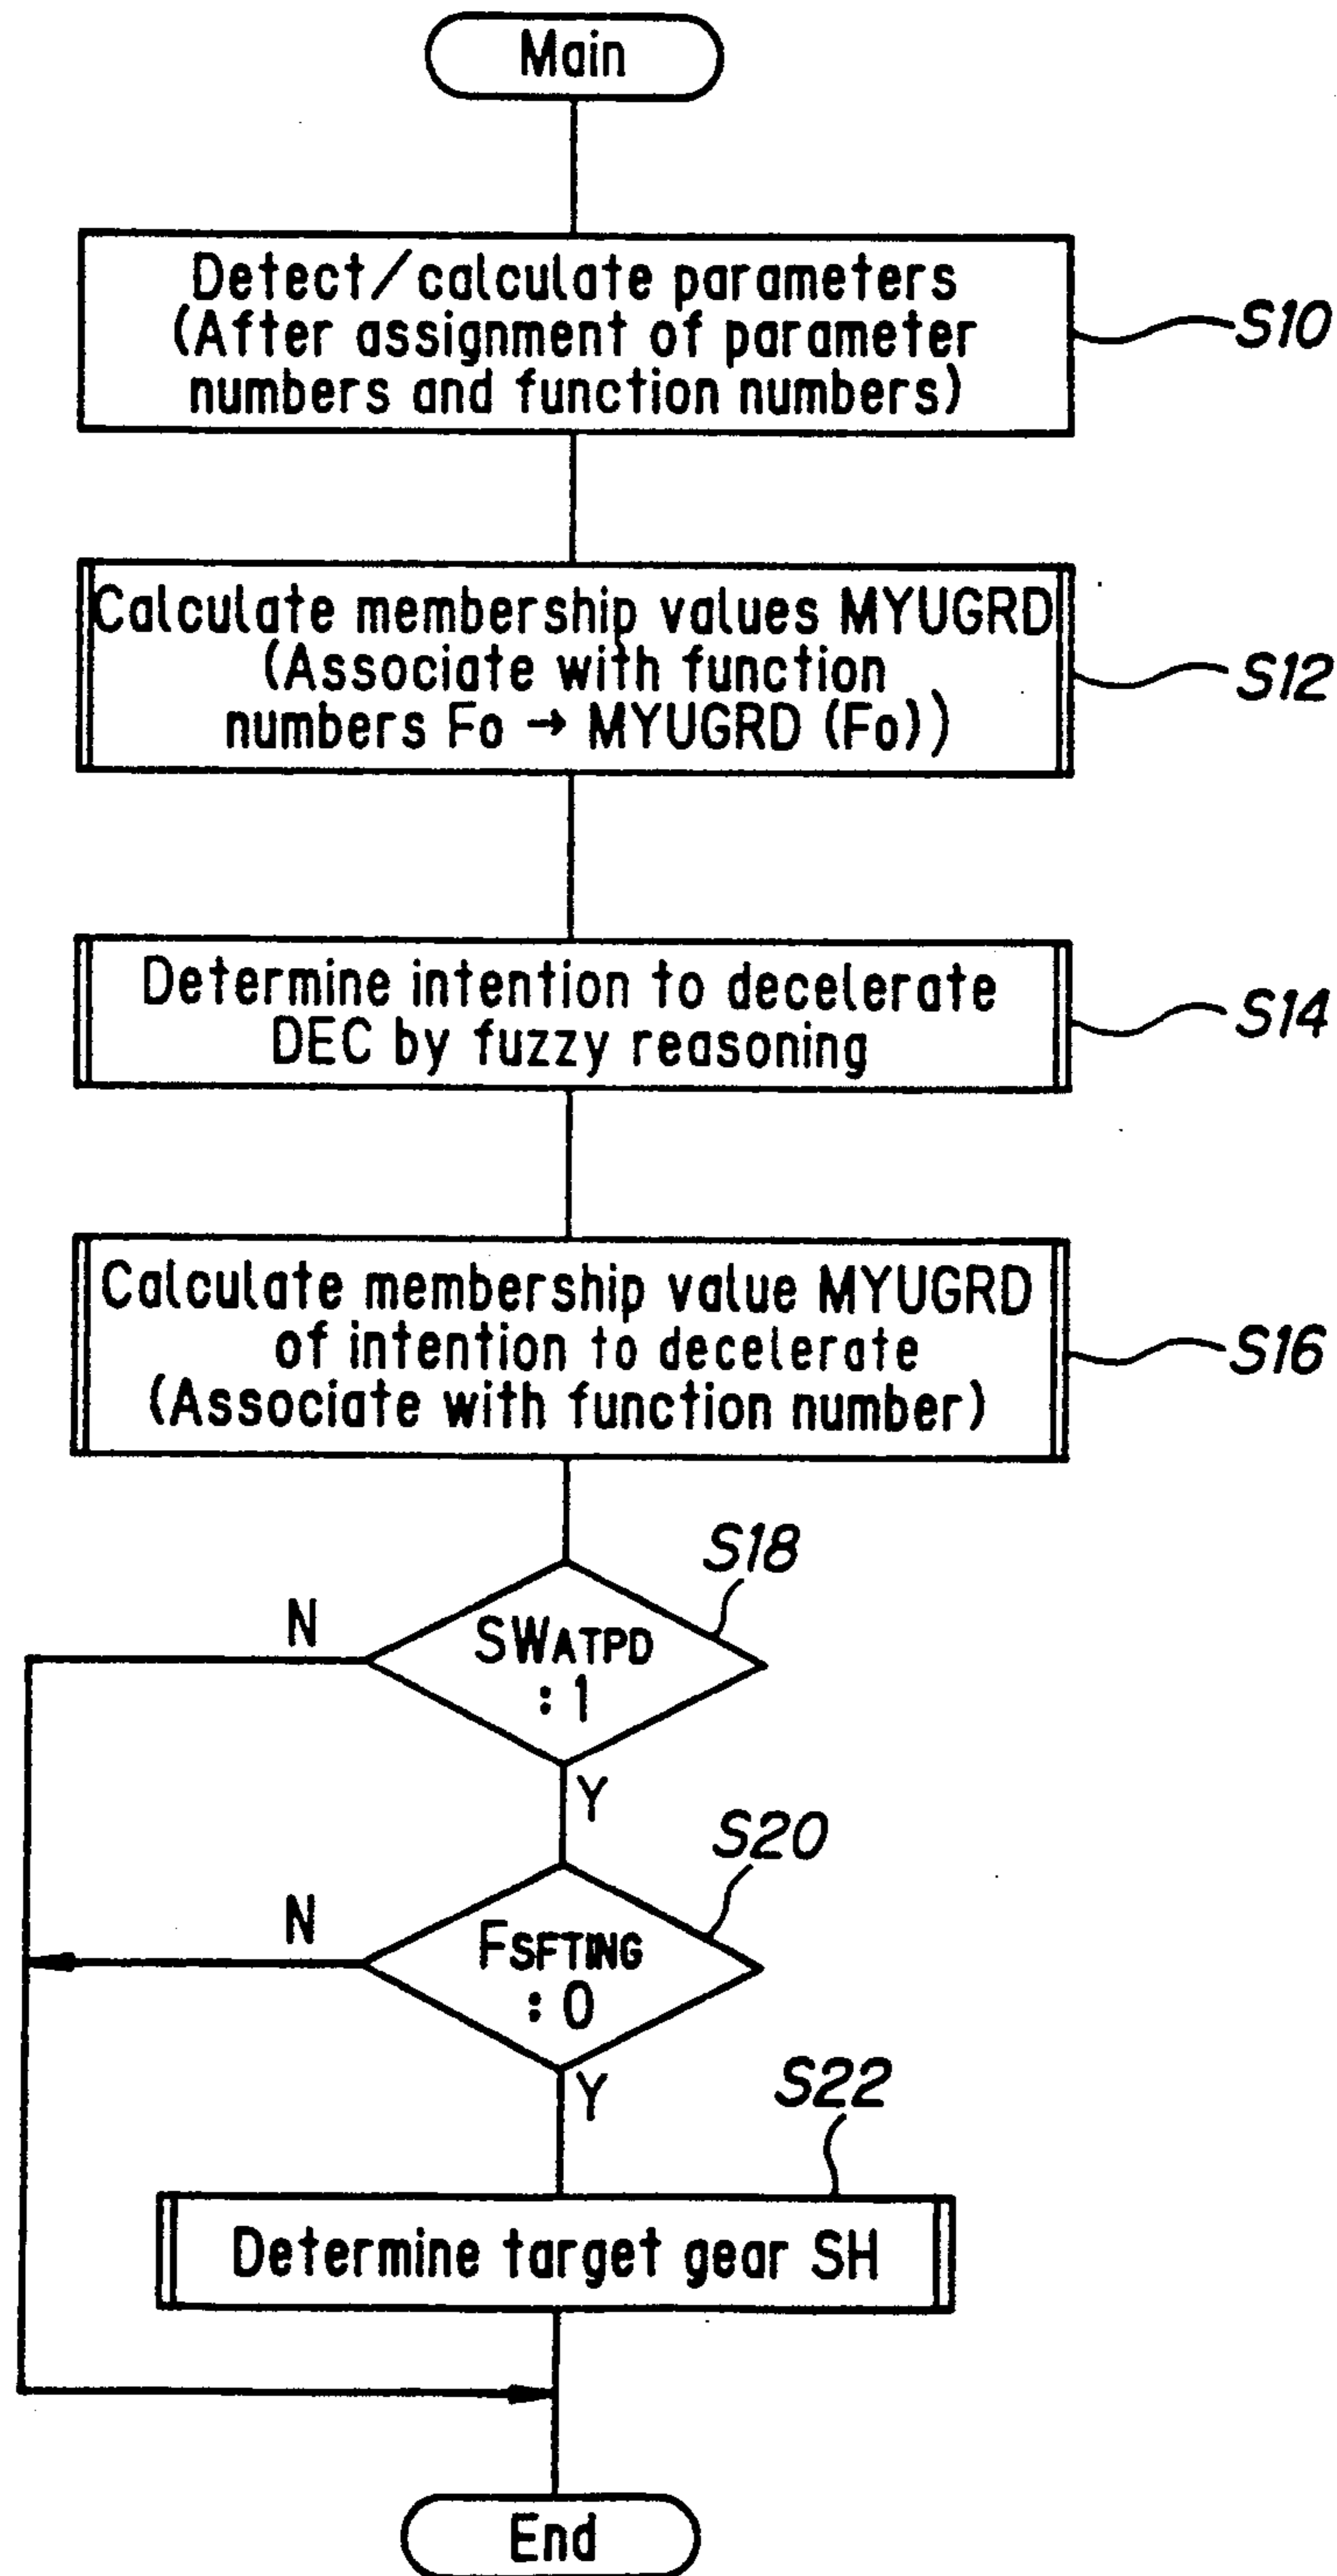 Main
Detect/calculate parameters
(After assignment of parameter
numbers and function numbers)
S10
Calculate membership values MYUGRD
(Associate with function
numbers Fo → MYUGRD (Fo))
S12
Determine intention to decelerate
DEC by fuzzy reasoning
S14
Calculate membership value MYUGRD
of intention to decelerate
(Associate with function number)
S16
S18
N
SWATPD
: 1
Y
S20
N
FSFTING
: 0
Y
S22
Determine target gear SH
End